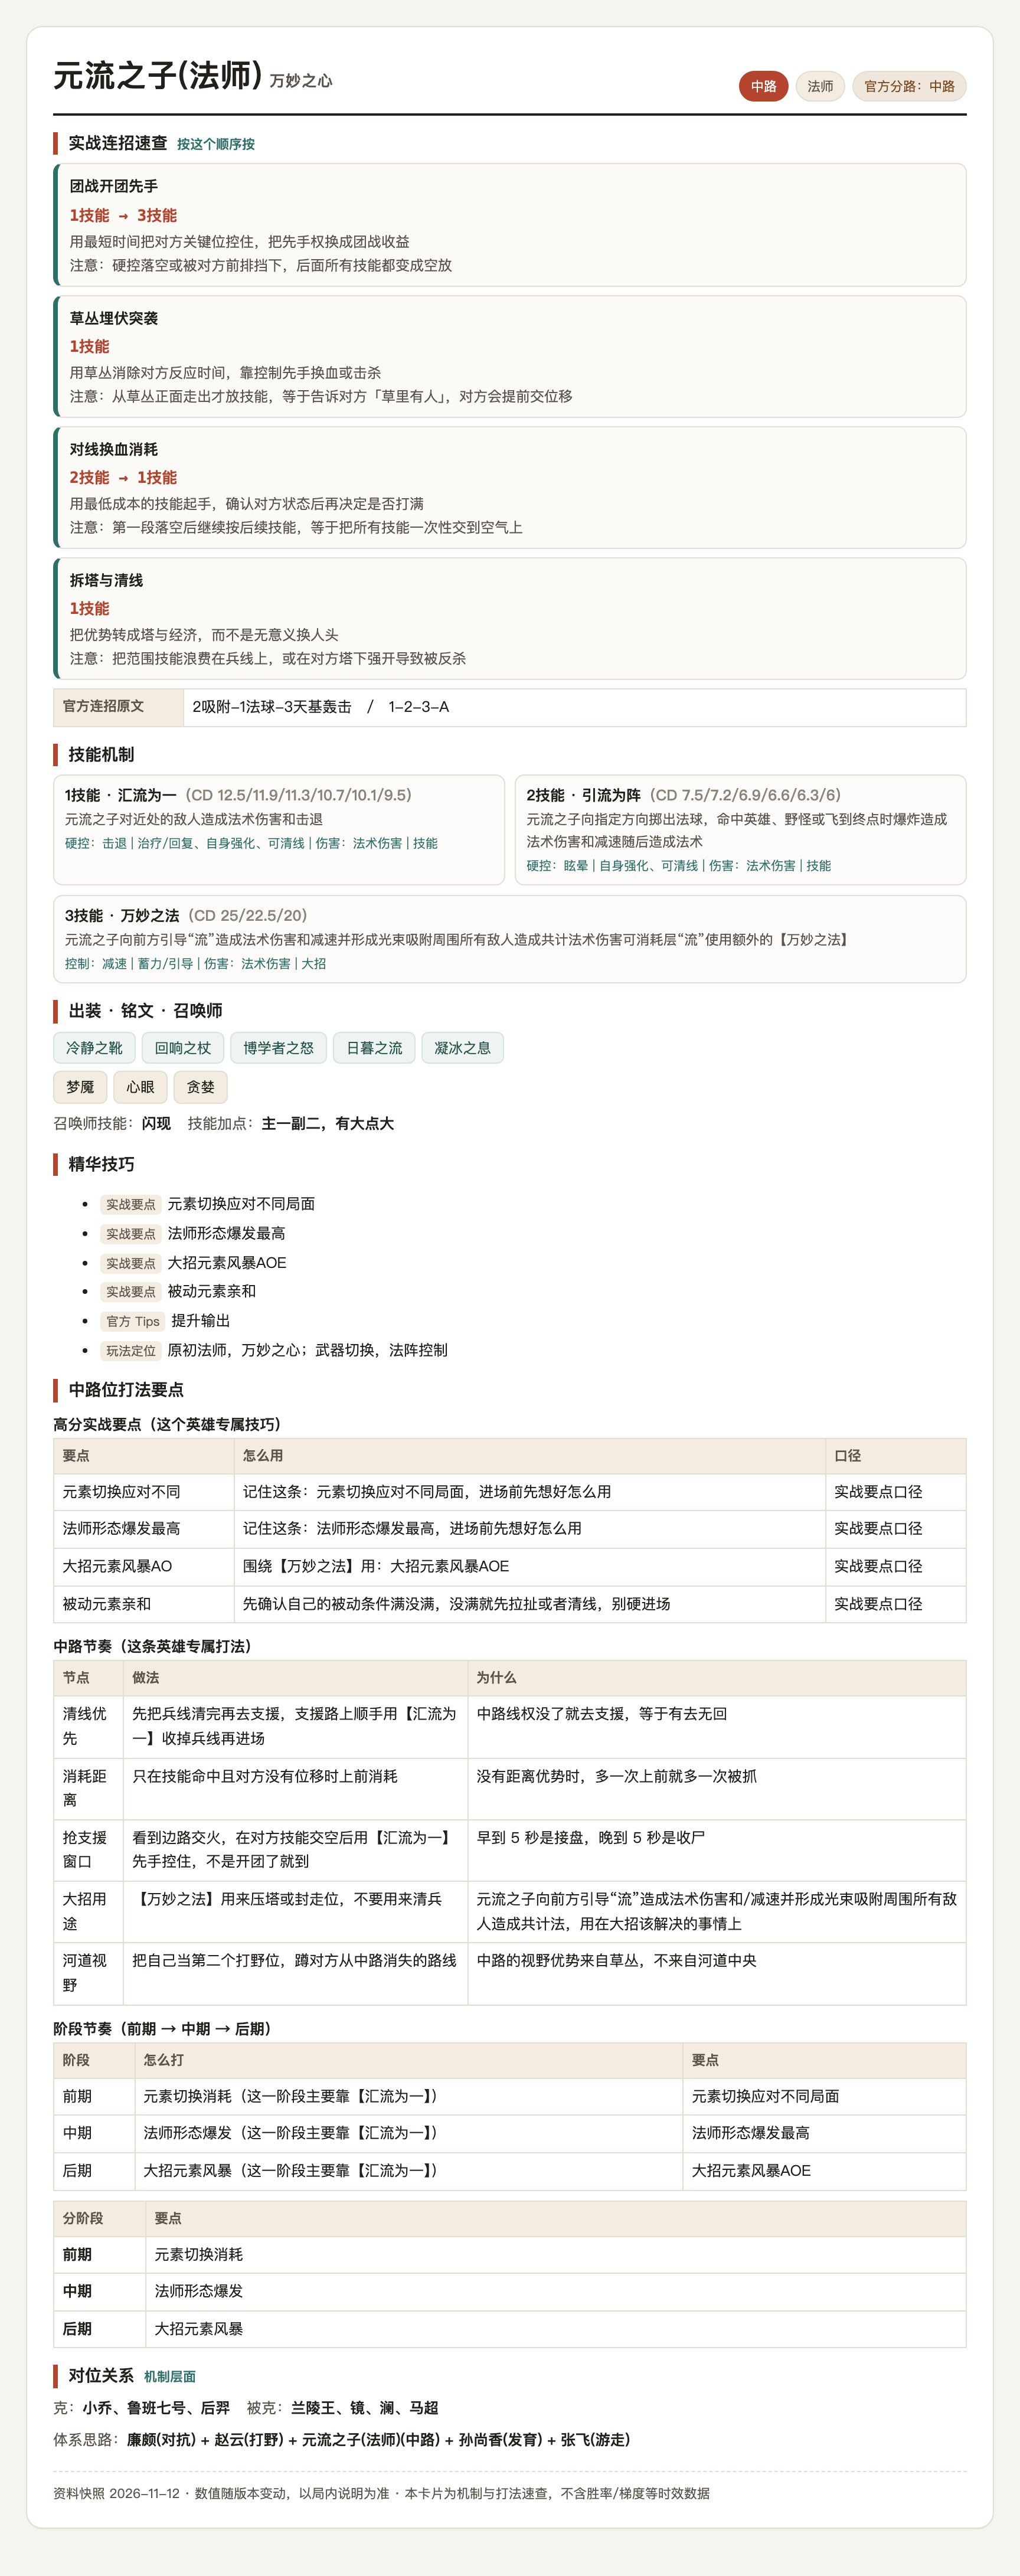 元流之子(法师) 万妙之心
中路 法师 官方分路：中路
实战连招速查 按这个顺序按
团战开团先手
1技能 → 3技能
用最短时间把对方关键位控住，把先手权换成团战收益
注意：硬控落空或被对方前排挡下，后面所有技能都变成空放
草丛埋伏突袭
1技能
用草丛消除对方反应时间，靠控制先手换血或击杀
注意：从草丛正面走出才放技能，等于告诉对方「草里有人」，对方会提前交位移
对线换血消耗
2技能 → 1技能
用最低成本的技能起手，确认对方状态后再决定是否打满
注意：第一段落空后继续按后续技能，等于把所有技能一次性交到空气上
拆塔与清线
1技能
把优势转成塔与经济，而不是无意义换人头
注意：把范围技能浪费在兵线上，或在对方塔下强开导致被反杀
官方连招原文 2吸附-1法球-3天基轰击 / 1-2-3-A
技能机制
1技能 · 汇流为一（CD 12.5/11.9/11.3/10.7/10.1/9.5）
元流之子对近处的敌人造成法术伤害和击退
硬控：击退 | 治疗/回复、自身强化、可清线 | 伤害：法术伤害 | 技能
2技能 · 引流为阵（CD 7.5/7.2/6.9/6.6/6.3/6）
元流之子向指定方向掷出法球，命中英雄、野怪或飞到终点时爆炸造成
法术伤害和减速随后造成法术
硬控：眩晕 | 自身强化、可清线 | 伤害：法术伤害 | 技能
3技能 · 万妙之法（CD 25/22.5/20）
元流之子向前方引导“流”造成法术伤害和减速并形成光束吸附周围所有敌人造成共计法术伤害可消耗层“流”使用额外的【万妙之法】
控制：减速 | 蓄力/引导 | 伤害：法术伤害 | 大招
出装 · 铭文 · 召唤师
冷静之靴 回响之杖 博学者之怒 日暮之流 凝冰之息
梦魇 心眼 贪婪
召唤师技能：闪现 技能加点：主一副二，有大点大
精华技巧
• 实战要点 元素切换应对不同局面
• 实战要点 法师形态爆发最高
• 实战要点 大招元素风暴AOE
• 实战要点 被动元素亲和
• 官方 Tips 提升输出
• 玩法定位 原初法师，万妙之心；武器切换，法阵控制
中路位打法要点
高分实战要点（这个英雄专属技巧）
要点 怎么用 口径
元素切换应对不同 记住这条：元素切换应对不同局面，进场前先想好怎么用 实战要点口径
法师形态爆发最高 记住这条：法师形态爆发最高，进场前先想好怎么用 实战要点口径
大招元素风暴AO 围绕【万妙之法】用：大招元素风暴AOE 实战要点口径
被动元素亲和 先确认自己的被动条件满没满，没满就先拉扯或者清线，别硬进场 实战要点口径
中路节奏（这条英雄专属打法）
节点 做法 为什么
清线优
先
先把兵线清完再去支援，支援路上顺手用【汇流为
一】收掉兵线再进场
中路线权没了就去支援，等于有去无回
消耗距
离
只在技能命中且对方没有位移时上前消耗
没有距离优势时，多一次上前就多一次被抓
抢支援
窗口
看到边路交火，在对方技能交空后用【汇流为一】
先手控住，不是开团了就到
早到 5 秒是接盘，晚到 5 秒是收尸
大招用
途
【万妙之法】用来压塔或封走位，不要用来清兵
元流之子向前方引导“流”造成法术伤害和/减速并形成光束吸附周围所有敌
人造成共计法，用在大招该解决的事情上
河道视
野
把自己当第二个打野位，蹲对方从中路消失的路线
中路的视野优势来自草丛，不来自河道中央
阶段节奏（前期 → 中期 → 后期）
阶段 怎么打 要点
前期 元素切换消耗（这一阶段主要靠【汇流为一】） 元素切换应对不同局面
中期 法师形态爆发（这一阶段主要靠【汇流为一】） 法师形态爆发最高
后期 大招元素风暴（这一阶段主要靠【汇流为一】） 大招元素风暴AOE
分阶段 要点
前期 元素切换消耗
中期 法师形态爆发
后期 大招元素风暴
对位关系 机制层面
克：小乔、鲁班七号、后羿 被克：兰陵王、镜、澜、马超
体系思路：廉颇(对抗) + 赵云(打野) + 元流之子(法师)(中路) + 孙尚香(发育) + 张飞(游走)
资料快照 2026-11-12 · 数值随版本变动，以局内说明为准 · 本卡片为机制与打法速查，不含胜率/梯度等时效数据